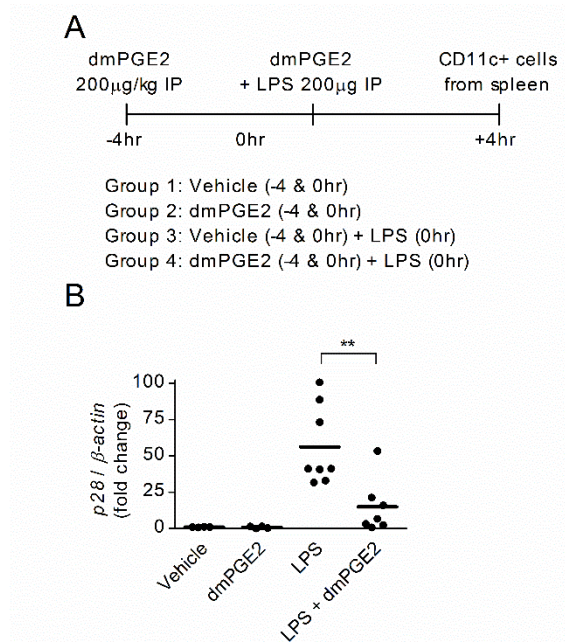 A
dmPGE2 dmPGE2 CD11c+ cells
200μg/kg IP + LPS 200μg IP from spleen
-4hr 0hr +4hr
Group 1: Vehicle (-4 & 0hr)
Group 2: dmPGE2 (-4 & 0hr)
Group 3: Vehicle (-4 & 0hr) + LPS (0hr)
Group 4: dmPGE2 (-4 & 0hr) + LPS (0hr)
B
**
p28 / β-actin
(fold change)
100
75
50
25
0
Vehicle
dmPGE2
LPS
LPS + dmPGE2